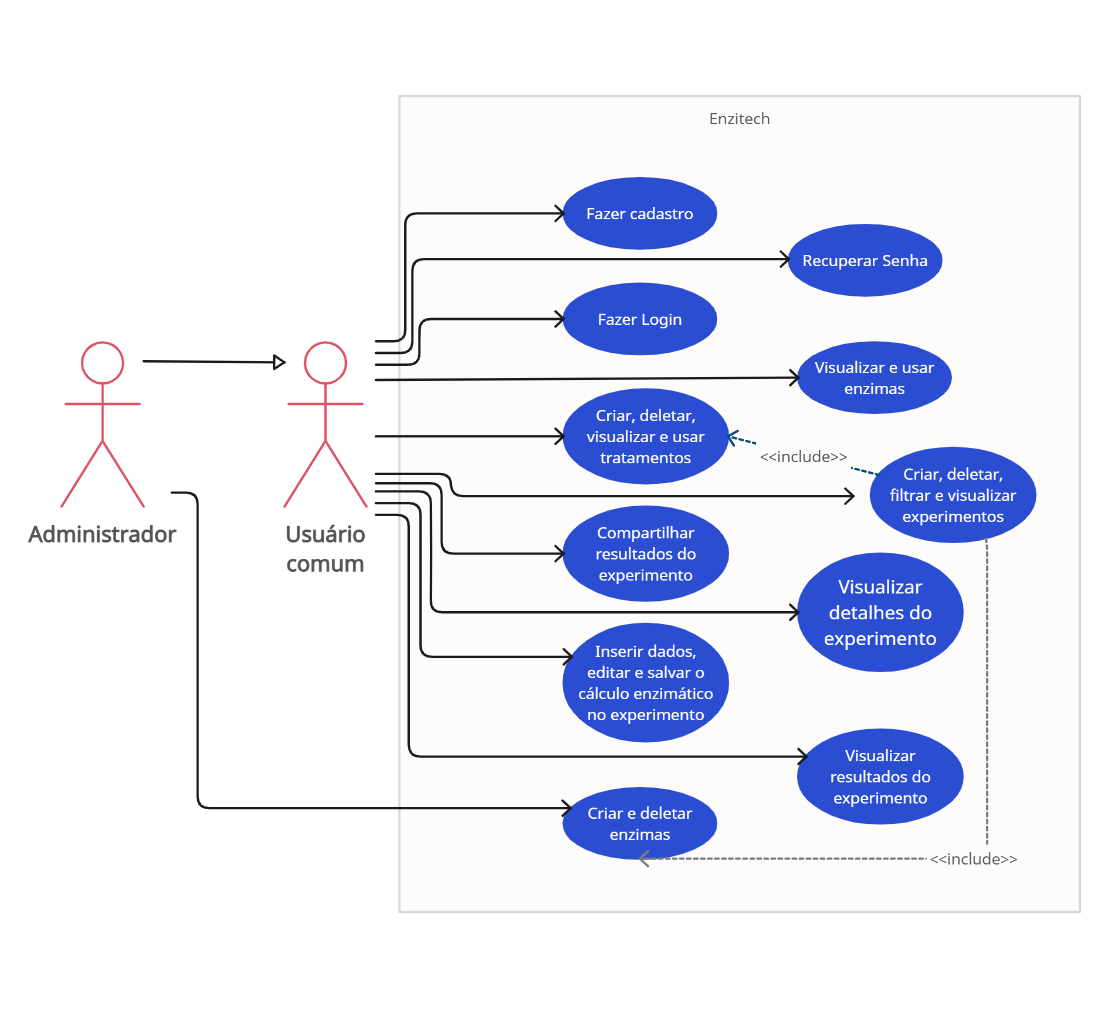 Enzitech
Fazer cadastro
Recuperar Senha
Fazer Login
Visualizar e usar
enzimas
Criar, deletar,
visualizar e usar
tratamentos
<<include>>
Criar, deletar,
filtrar e visualizar
experimentos
Administrador
Usuário
comum
Compartilhar
resultados do
experimento
Visualizar
detalhes do
experimento
Inserir dados,
editar e salvar o
cálculo enzimático
no experimento
Visualizar
resultados do
experimento
Criar e deletar
enzimas
<<include>>